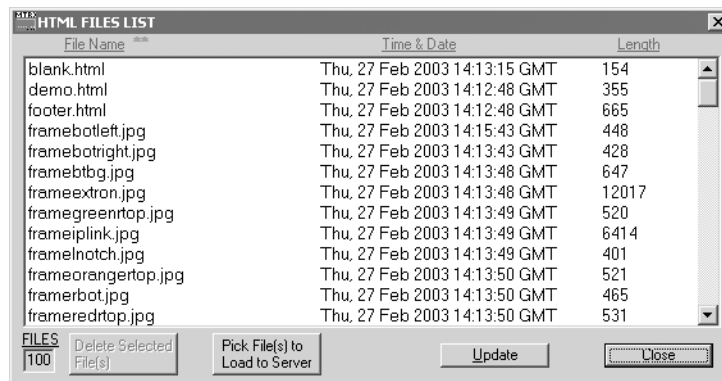 HTML FILES LIST
File Name ** Time & Date Length
blank.html Thu, 27 Feb 2003 14:13:15 GMT 154
demo.html Thu, 27 Feb 2003 14:12:48 GMT 355
footer.html Thu, 27 Feb 2003 14:12:48 GMT 665
framebotleft.jpg Thu, 27 Feb 2003 14:15:43 GMT 448
framebotright.jpg Thu, 27 Feb 2003 14:13:43 GMT 428
framebtbg.jpg Thu, 27 Feb 2003 14:13:48 GMT 647
frameextron.jpg Thu, 27 Feb 2003 14:13:48 GMT 12017
framegreenrtop.jpg Thu, 27 Feb 2003 14:13:49 GMT 520
frameiplink.jpg Thu, 27 Feb 2003 14:13:49 GMT 6414
framelnotch.jpg Thu, 27 Feb 2003 14:13:49 GMT 401
frameorangertop.jpg Thu, 27 Feb 2003 14:13:50 GMT 521
framerbot.jpg Thu, 27 Feb 2003 14:13:50 GMT 465
frameredrtop.jpg Thu, 27 Feb 2003 14:13:50 GMT 531
FILES
100
Delete Selected
File(s)
Pick File(s) to
Load to Server
Update
Close